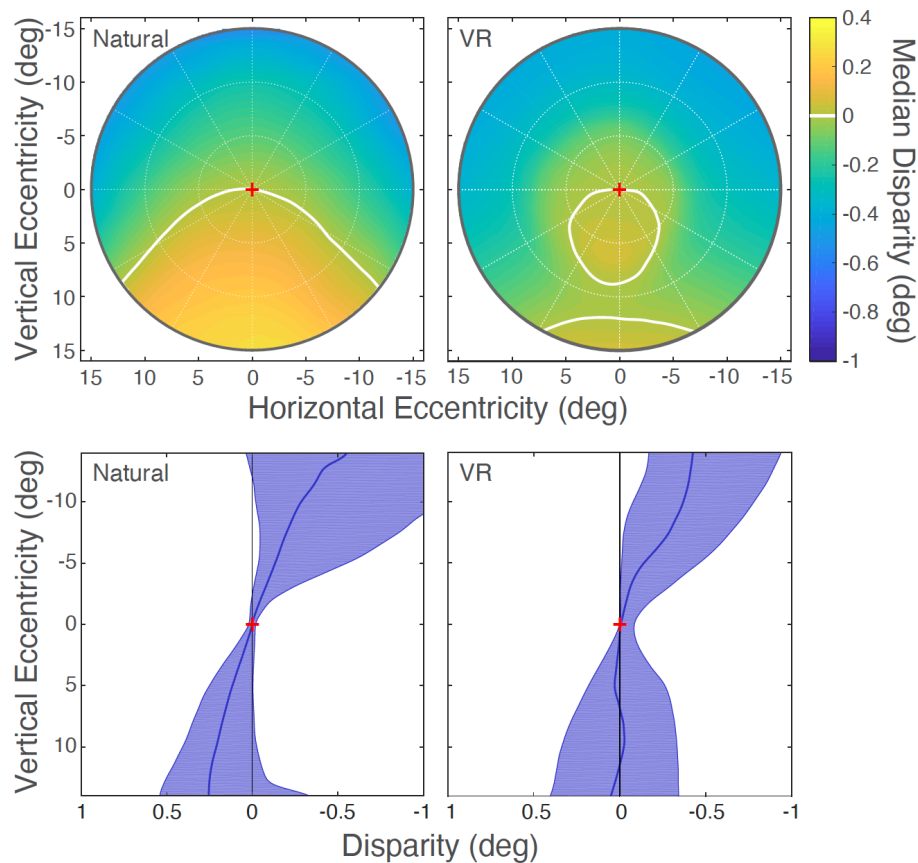 Natural
VR
Vertical Eccentricity (deg)
-15
-10
-5
0
5
10
15
15 10 5 0 -5 -10 -15
15 10 5 0 -5 -10 -15
Horizontal Eccentricity (deg)
0.4
0.2
0
-0.2
-0.4
-0.6
-0.8
-1
Median Disparity (deg)
Natural
VR
Vertical Eccentricity (deg)
-10
-5
0
5
10
1 0.5 0 -0.5 -1
0.5 0 -0.5 -1
Disparity (deg)